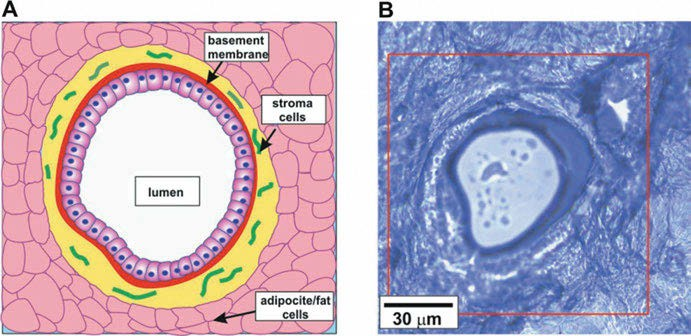 A
basement
membrane
stroma
cells
lumen
adipocite/fat
cells
B
30 μm